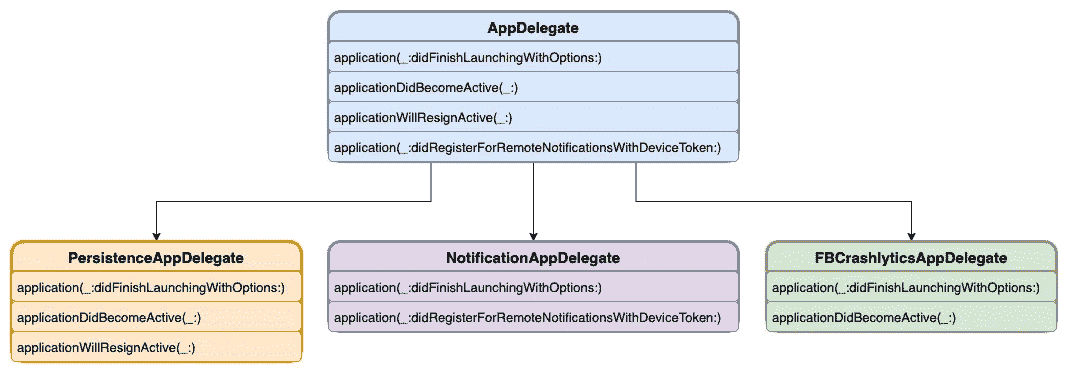 AppDelegate
application(_:didFinishLaunchingWithOptions:)
applicationDidBecomeActive(_:)
applicationWillResignActive(_:)
application(_:didRegisterForRemoteNotificationsWithDeviceToken:)
PersistenceAppDelegate
application(_:didFinishLaunchingWithOptions:)
applicationDidBecomeActive(_:)
applicationWillResignActive(_:)
NotificationAppDelegate
application(_:didFinishLaunchingWithOptions:)
application(_:didRegisterForRemoteNotificationsWithDeviceToken:)
FBCrashlyticsAppDelegate
application(_:didFinishLaunchingWithOptions:)
applicationDidBecomeActive(_:)